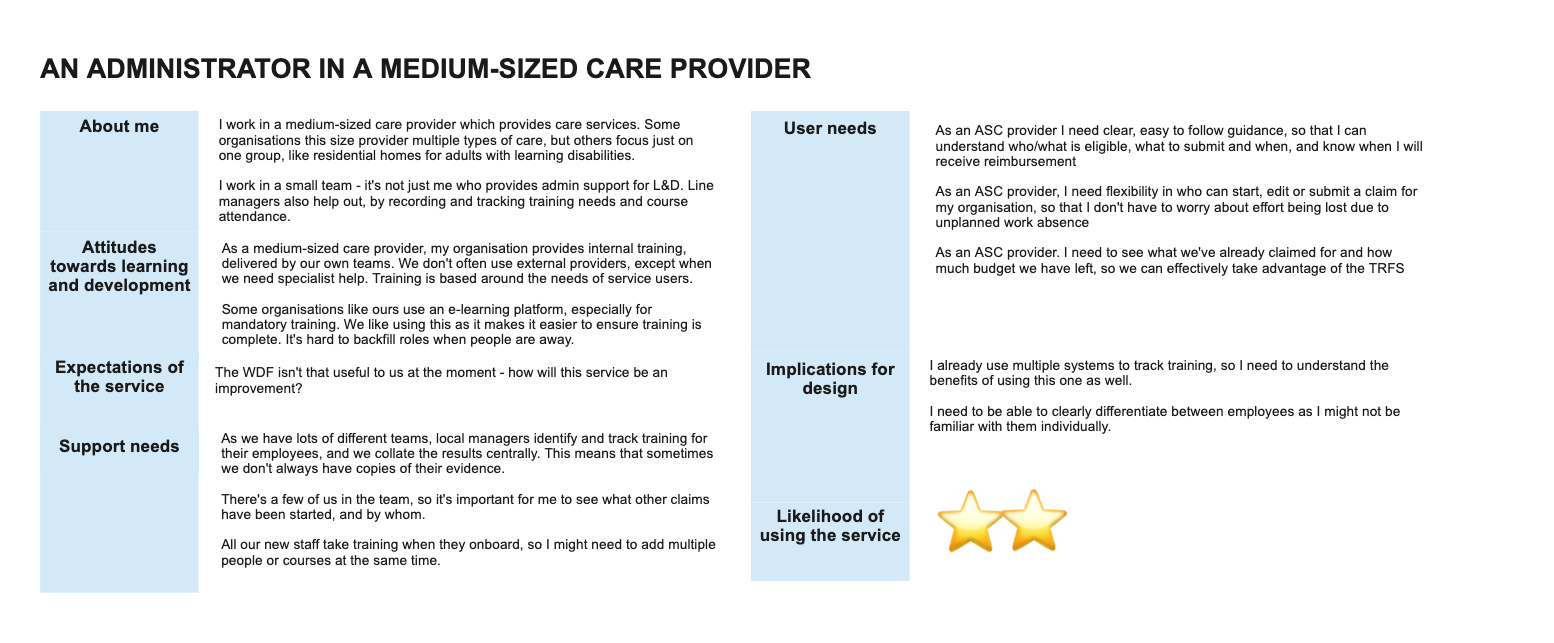 AN ADMINISTRATOR IN A MEDIUM-SIZED CARE PROVIDER
About me
I work in a medium-sized care provider which provides care services. Some
organisations this size provider multiple types of care, but others focus just on
one group, like residential homes for adults with learning disabilities.
I work in a small team - it's not just me who provides admin support for L&D. Line
managers also help out, by recording and tracking training needs and course
attendance.
Attitudes
towards learning
and development
As a medium-sized care provider, my organisation provides internal training,
delivered by our own teams. We don't often use external providers, except when
we need specialist help. Training is based around the needs of service users.
Some organisations like ours use an e-learning platform, especially for
mandatory training. We like using this as it makes it easier to ensure training is
complete. It's hard to backfill roles when people are away.
Expectations of
the service
The WDF isn't that useful to us at the moment - how will this service be an
improvement?
Support needs
As we have lots of different teams, local managers identify and track training for
their employees, and we collate the results centrally. This means that sometimes
we don't always have copies of their evidence.
There's a few of us in the team, so it's important for me to see what other claims
have been started, and by whom.
All our new staff take training when they onboard, so I might need to add multiple
people or courses at the same time.
User needs
As an ASC provider I need clear, easy to follow guidance, so that I can
understand who/what is eligible, what to submit and when, and know when I will
receive reimbursement
As an ASC provider, I need flexibility in who can start, edit or submit a claim for
my organisation, so that I don't have to worry about effort being lost due to
unplanned work absence
As an ASC provider. I need to see what we've already claimed for and how
much budget we have left, so we can effectively take advantage of the TRFS
Implications for
design
I already use multiple systems to track training, so I need to understand the
benefits of using this one as well.
I need to be able to clearly differentiate between employees as I might not be
familiar with them individually.
Likelihood of
using the service